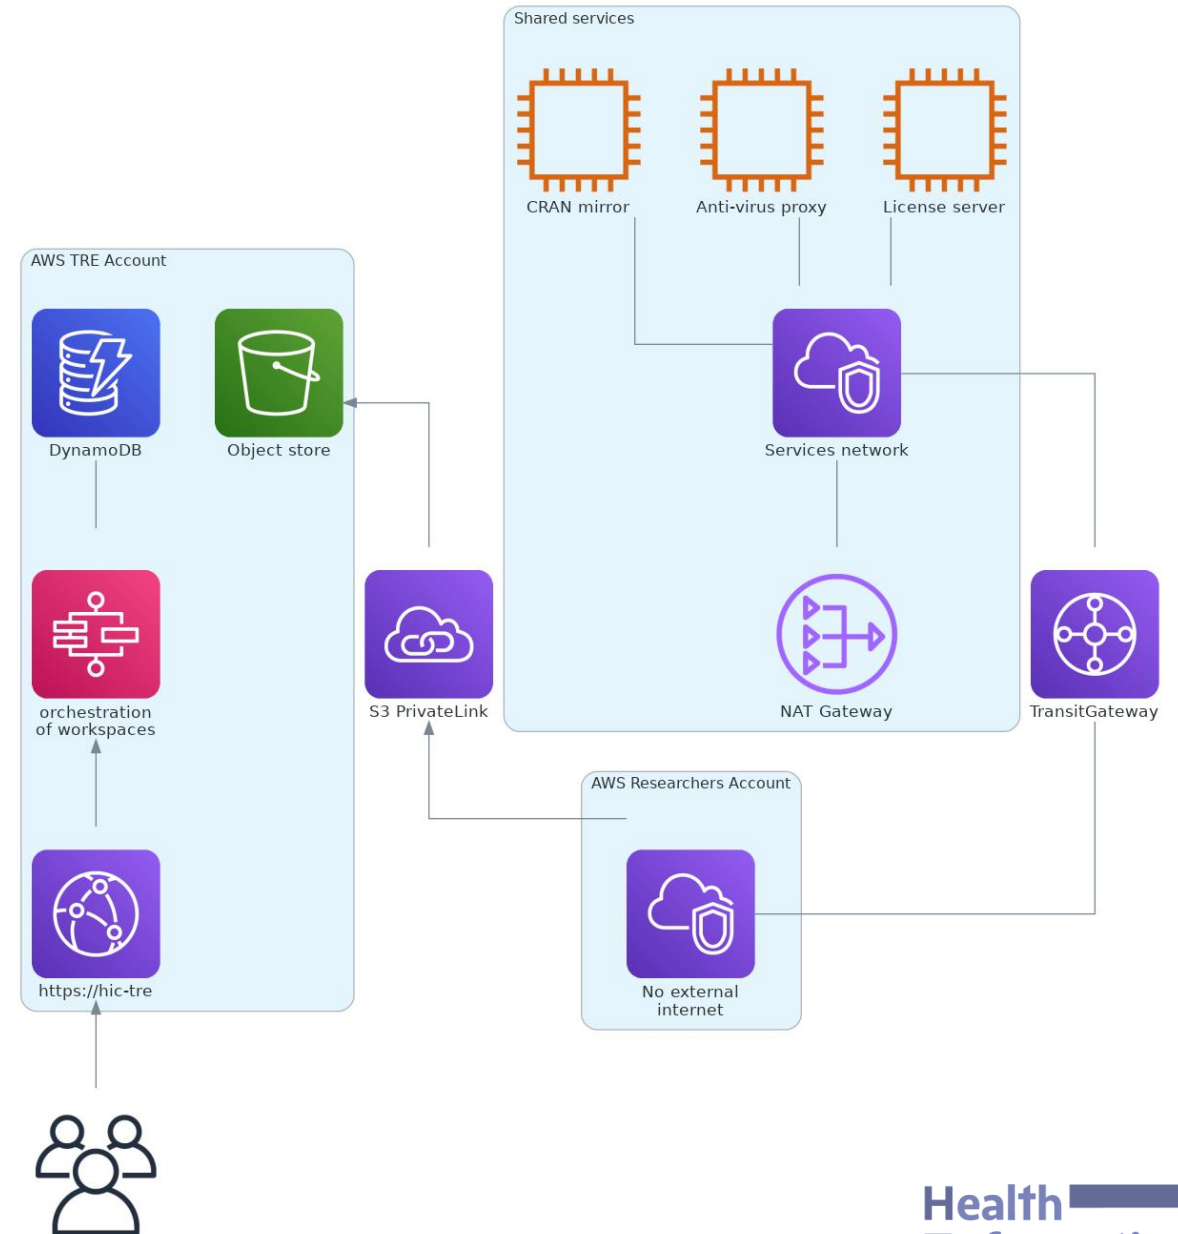 Shared services
CRAN mirror
Anti-virus proxy
License server
AWS TRE Account
DynamoDB
Object store
Services network
orchestration
of workspaces
S3 PrivateLink
NAT Gateway
TransitGateway
AWS Researchers Account
https://hic-tre
No external
internet
Health